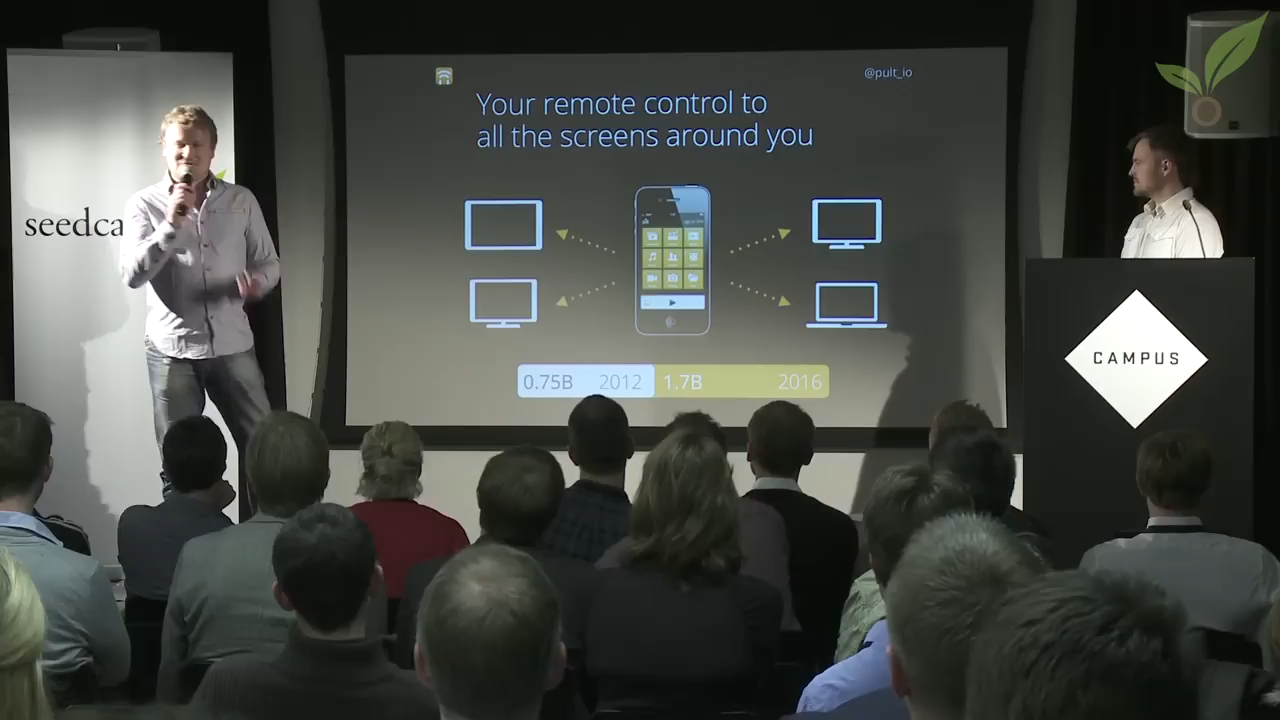 @pult_io
Your remote control to
all the screens around you
seedca
0.75B 2012 1.7B 2016
CAMPUS